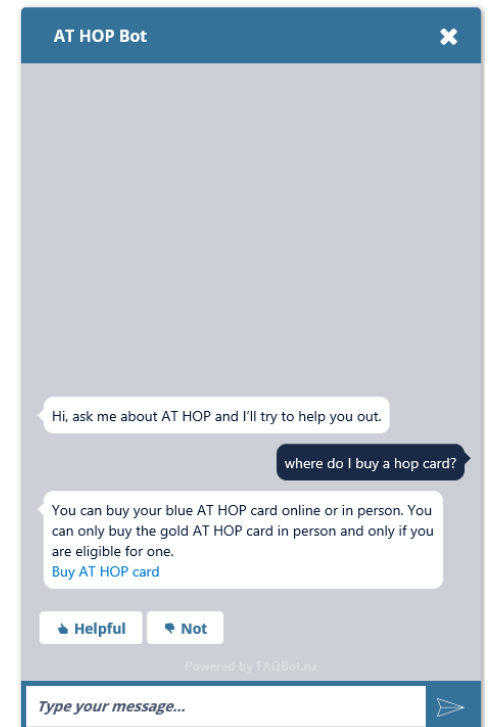 AT HOP Bot
Hi, ask me about AT HOP and I'll try to help you out.
where do I buy a hop card?
You can buy your blue AT HOP card online or in person. You
can only buy the gold AT HOP card in person and only if you
are eligible for one.
Buy AT HOP card
Helpful
Not
Powered by FAQBot.nz
Type your message...